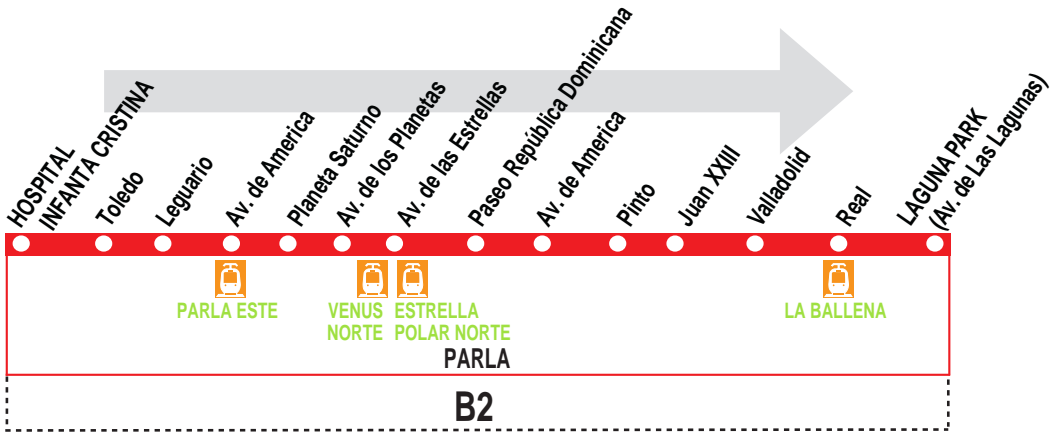 HOSPITAL
INFANTA CRISTINA
Toledo
Leguario
Av. de America
Planeta Saturno
Av. de los Planetas
Av. de las Estrellas
Paseo República Dominicana
Av. de America
Pinto
Juan XXIII
Valladolid
Real
LAGUNA PARK
(Av. de Las Lagunas)
PARLA ESTE
VENUS
NORTE
ESTRELLA
POLAR NORTE
LA BALLENA
PARLA
B2